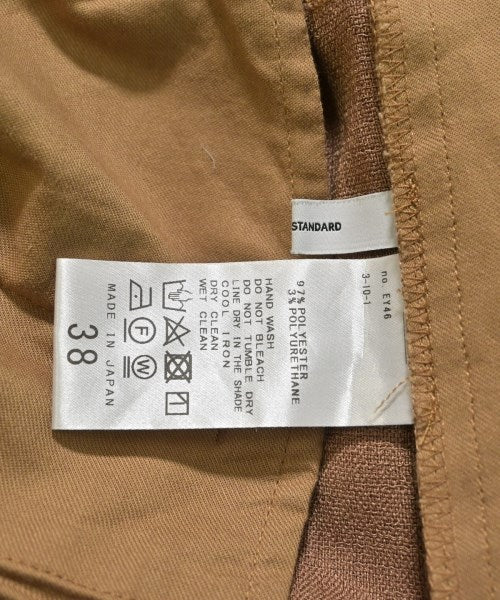 STANDARD
no. EY46
3-10-1
97% POLYESTER
3% POLYURETHANE
HAND WASH
DO NOT BLEACH
DO NOT TUMBLE DRY
LINE DRY IN THE SHADE
COOL IRON
DRY CLEAN
WET CLEAN
F
W
MADE IN JAPAN
38